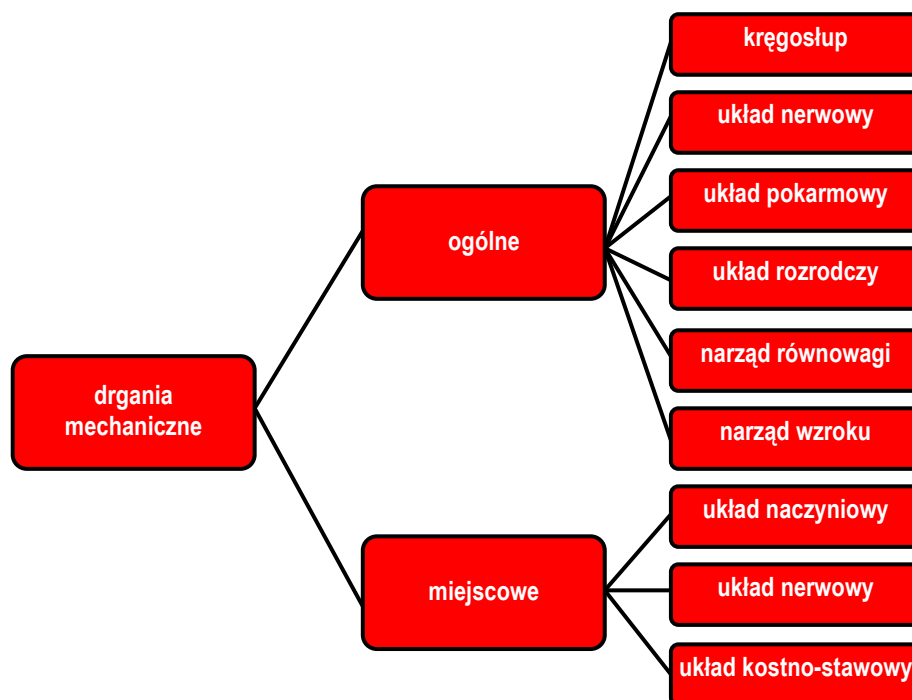 drgania
mechaniczne
ogólne
kręgosłup
układ nerwowy
układ pokarmowy
układ rozrodczy
narząd równowagi
narząd wzroku
miejscowe
układ naczyniowy
układ nerwowy
układ kostno-stawowy